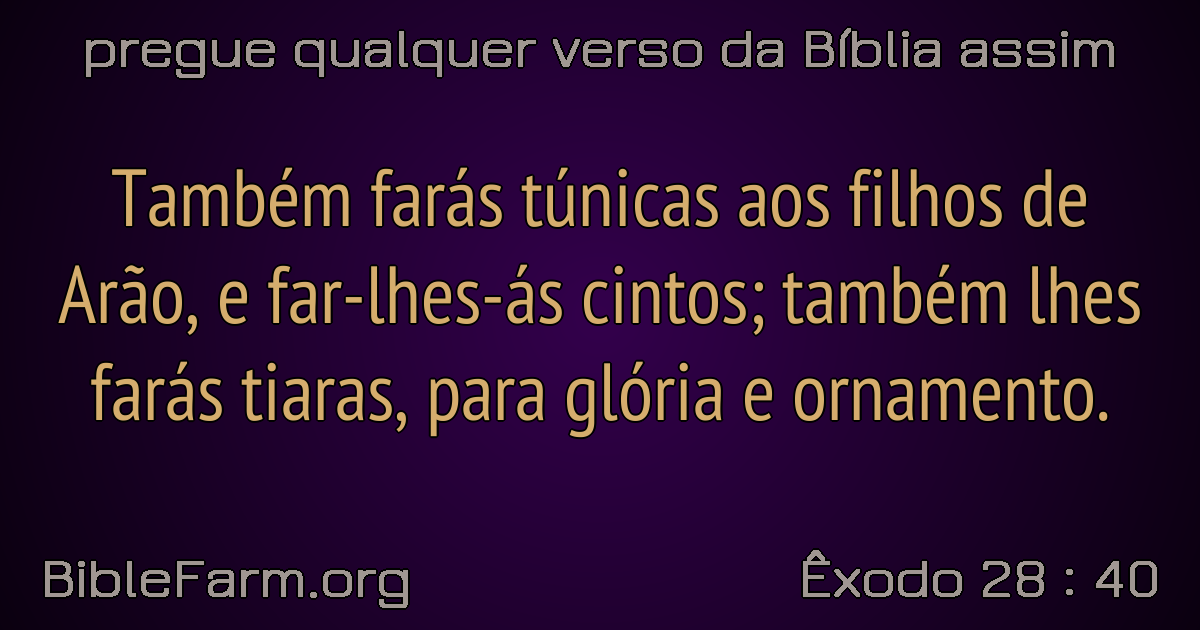 pregue qualquer verso da Bíblia assim
Também farás túnicas aos filhos de
Arão, e far-lhes-ás cintos; também lhes
farás tiaras, para glória e ornamento.
BibleFarm.org
Êxodo 28 : 40